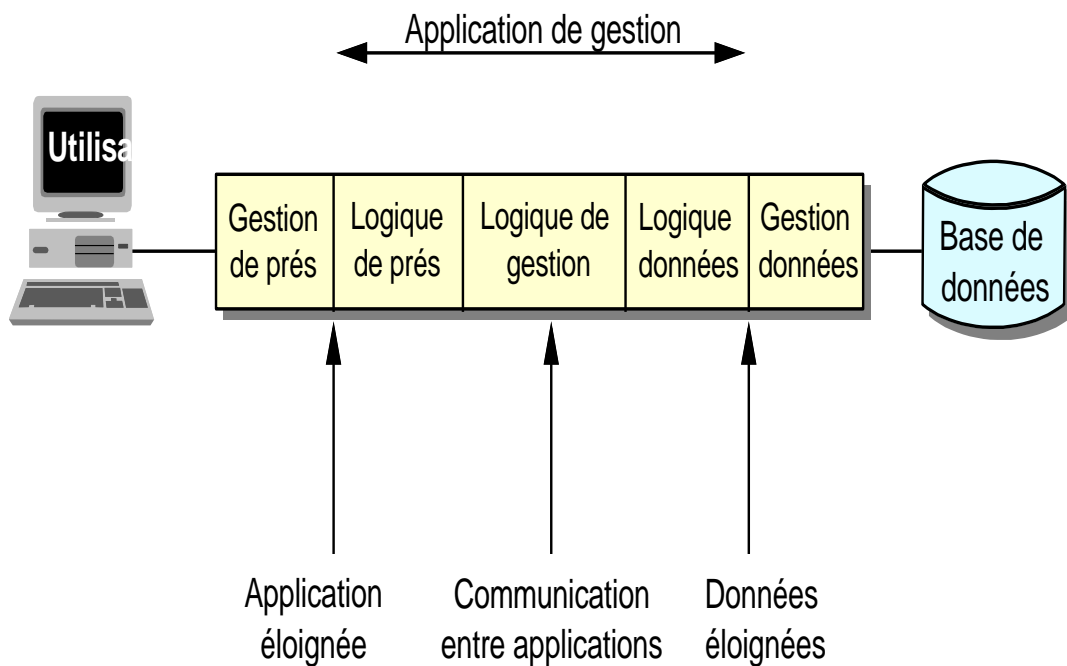 Application de gestion
Utilisa
Gestion
de prés
Logique
de prés
Logique de
gestion
Logique
données
Gestion
données
Base de
données
Application
éloignée
Communication
entre applications
Données
éloignées